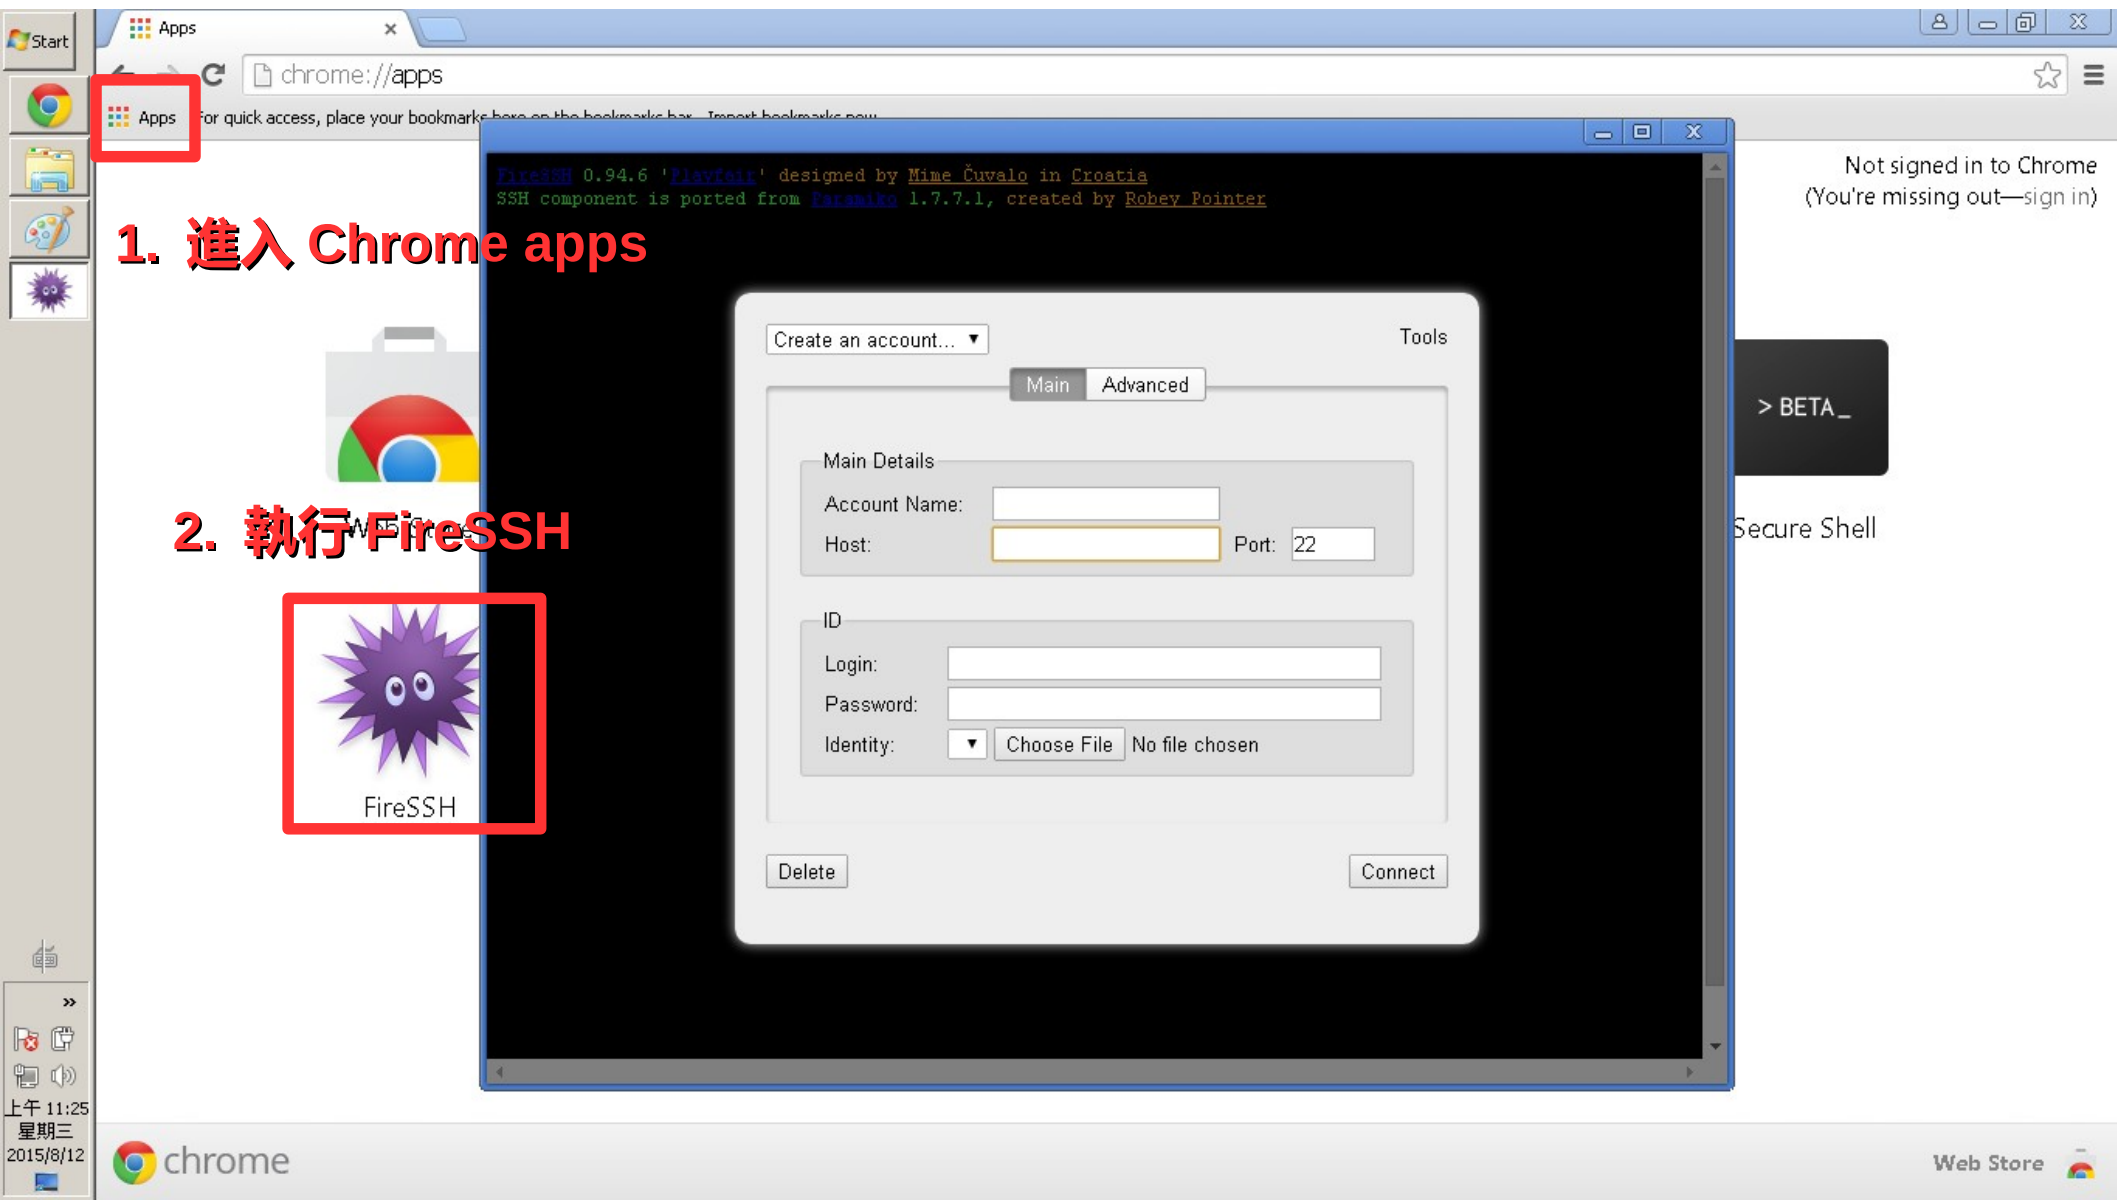 Start
Apps
chrome://apps
Apps
For quick access, place your bookmarks here on the bookmarks bar. Import bookmarks now...
Not signed in to Chrome
(You're missing out—sign in)
FireSSH 0.94.6 'Playfair' designed by Mime Čuvalo in Croatia
SSH component is ported from Paramiko 1.7.7.1, created by Robey Pointer
1. 進入 Chrome apps
Create an account...
Tools
Main
Advanced
> BETA_
Main Details
Account Name:
Host:
Port: 22
Web Store
2. 執行 FireSSH
Secure Shell
ID
Login:
Password:
Identity:
Choose File
No file chosen
FireSSH
Delete
Connect
»
上午 11:25
星期三
2015/8/12
chrome
Web Store